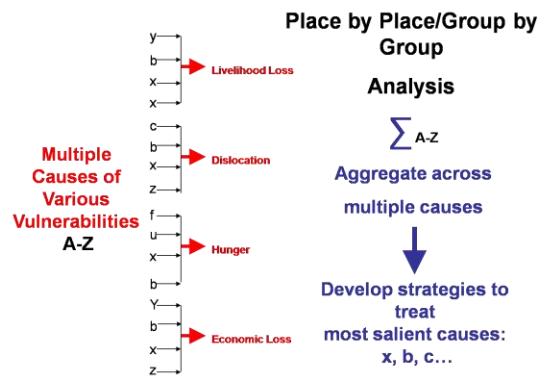 Place by Place/Group by
Group
Analysis
y
b
x
x
Livelihood Loss
c
b
x
z
Dislocation
f
u
x
b
Hunger
Y
b
x
z
Economic Loss
Multiple
Causes of
Various
Vulnerabilities
A-Z
∑ A-Z
Aggregate across
multiple causes
Develop strategies to
treat
most salient causes:
x, b, c...